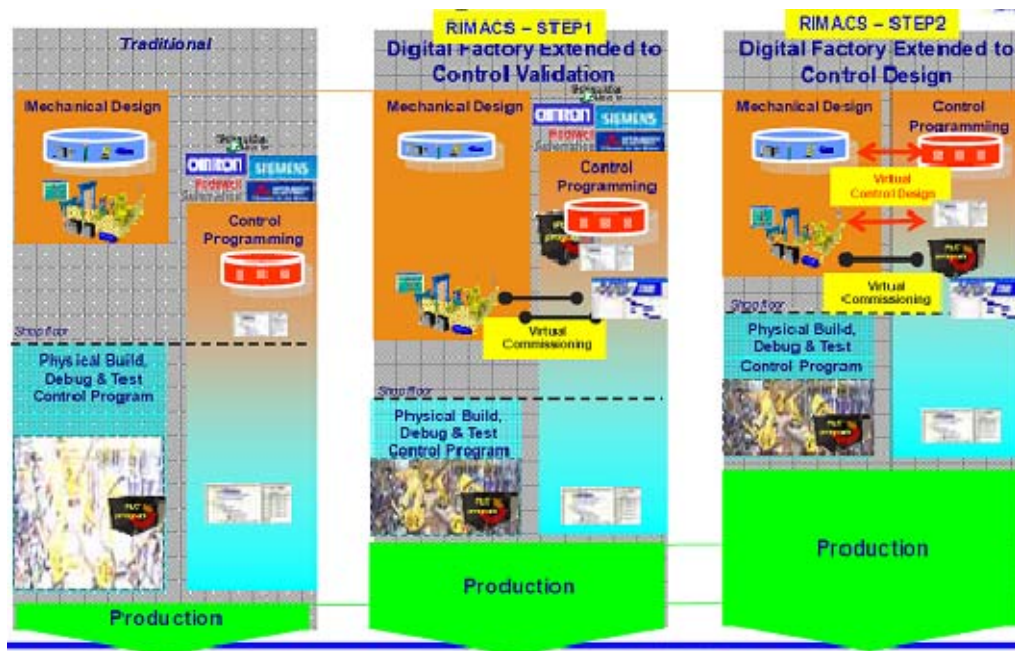 Traditional
Mechanical Design
OMRON
SIEMENS
Control
Programming
Shop floor
Physical Build,
Debug & Test
Control Program
PLC
program
Production
RIMACS – STEP1
Digital Factory Extended to
Control Validation
Mechanical Design
OMRON
SIEMENS
Control
Programming
Virtual
Commissioning
Shop floor
Physical Build,
Debug & Test
Control Program
Production
RIMACS – STEP2
Digital Factory Extended to
Control Design
Mechanical Design
Control
Programming
Virtual
Control Design
PLC
program
Virtual
Commissioning
Shop floor
Physical Build,
Debug & Test
Control Program
PLC
program
Production